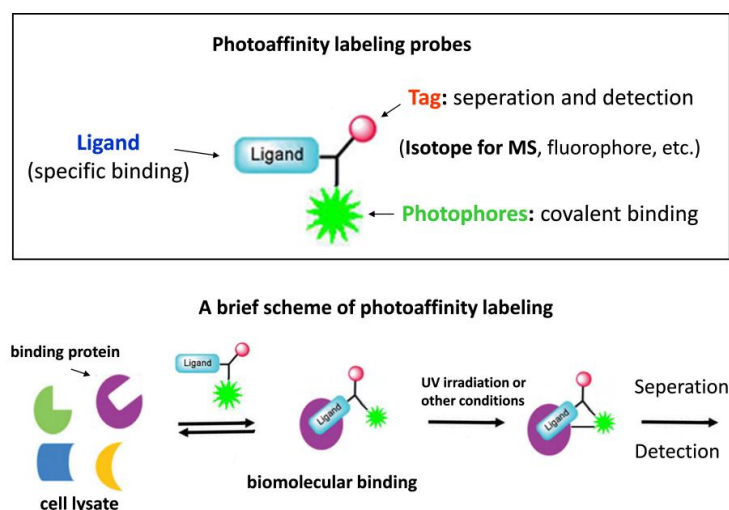 Photoaffinity labeling probes
Tag: seperation and detection
Ligand
(specific binding)
Ligand
(Isotope for MS, fluorophore, etc.)
Photophores: covalent binding
A brief scheme of photoaffinity labeling
binding protein
Ligand
UV irradiation or
other conditions
Seperation
Ligand
Ligand
Detection
biomolecular binding
cell lysate